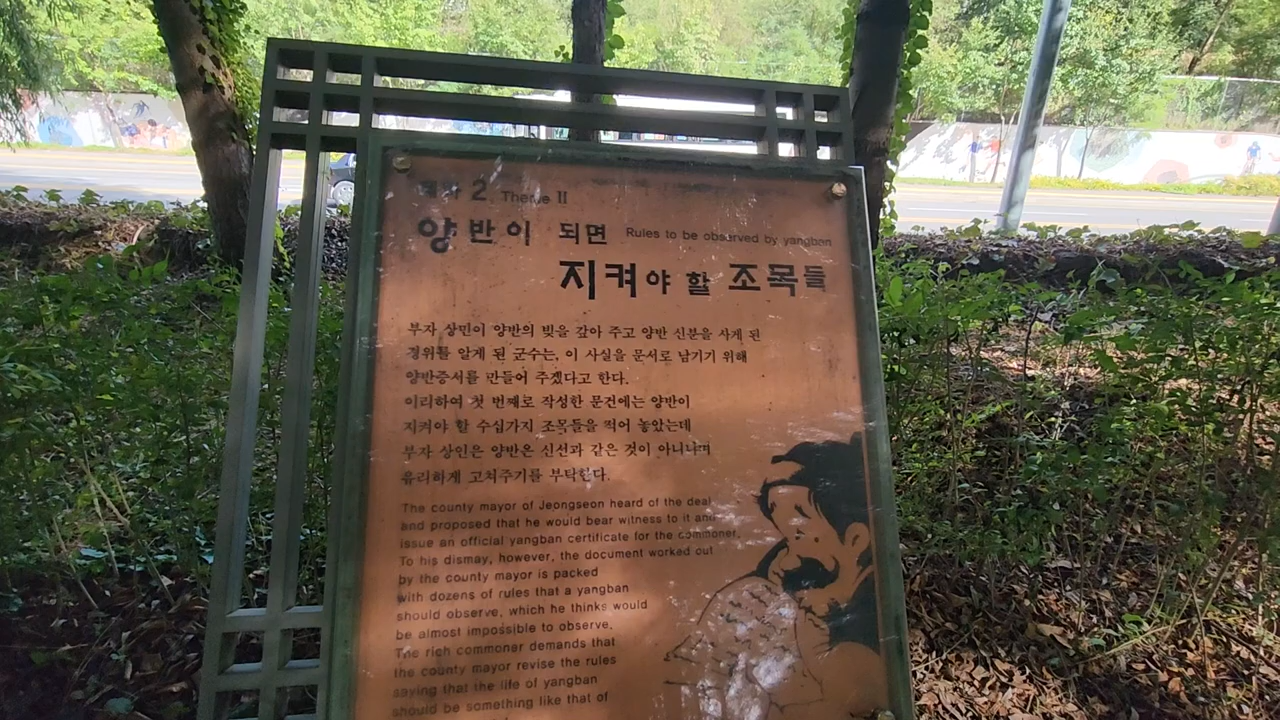 테마 2 Theme II
양반이 되면 Rules to be observed by yangban
지켜야 할 조목들
부자 상민이 양반의 빚을 갚아 주고 양반 신분을 사게 된
경위를 알게 된 군수는, 이 사실을 문서로 남기기 위해
양반증서를 만들어 주겠다고 한다.
이리하여 첫 번째로 작성한 문건에는 양반이
지켜야 할 수십가지 조목들을 적어 놓았는데
부자 상인은 양반은 신선과 같은 것이 아니냐며
유리하게 고쳐주기를 부탁한다.
The county mayor of Jeongseon heard of the deal
and proposed that he would bear witness to it and
issue an official yangban certificate for the commoner.
To his dismay, however, the document worked out
by the county mayor is packed
with dozens of rules that a yangban
should observe, which he thinks would
be almost impossible to observe.
The rich commoner demands that
the county mayor revise the rules
saying that the life of yangban
should be something like that of